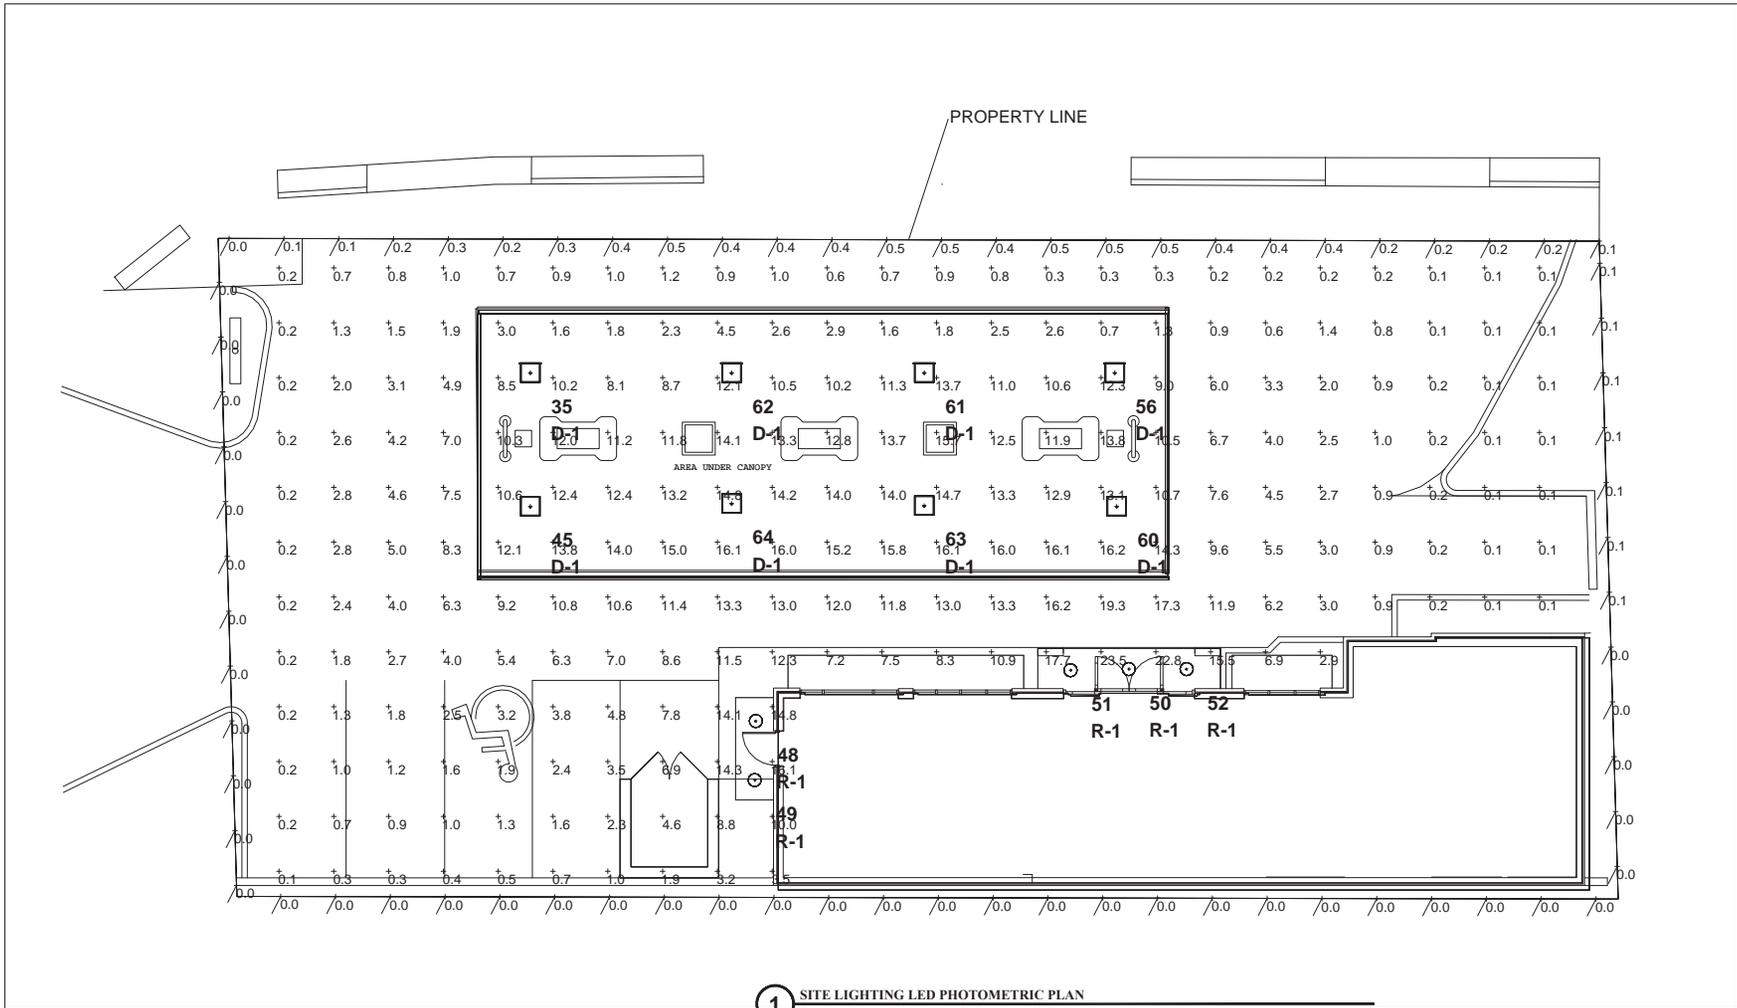 PROPERTY LINE
0.0 0.1 0.1 0.2 0.3 0.2 0.3 0.4 0.5 0.4 0.4 0.4 0.5 0.5 0.4 0.5 0.5 0.5 0.4 0.4 0.4 0.2 0.2 0.2 0.2 0.1
0.2 0.7 0.8 1.0 0.7 0.9 1.0 1.2 0.9 1.0 0.6 0.7 0.9 0.8 0.3 0.3 0.3 0.2 0.2 0.2 0.2 0.1 0.1 0.1 0.1
0.0
0.2 1.3 1.5 1.9 3.0 1.6 1.8 2.3 4.5 2.6 2.9 1.6 1.8 2.5 2.6 0.7 1.3 0.9 0.6 1.4 0.8 0.1 0.1 0.1 0.1
0.0
0.2 2.0 3.1 4.9 8.5 10.2 8.1 8.7 12.1 10.5 10.2 11.3 13.7 11.0 10.6 12.3 9.0 6.0 3.3 2.0 0.9 0.2 0.1 0.1 0.1
0.0
35 62 61 56
D-1 D-1 D-1 D-1
0.2 2.6 4.2 7.0 10.3 12.0 11.2 11.8 14.1 13.3 12.8 13.7 12.5 11.9 13.8 10.5 6.7 4.0 2.5 1.0 0.2 0.1 0.1 0.1
0.0
AREA UNDER CANOPY
0.2 2.8 4.6 7.5 10.6 12.4 12.4 13.2 14.8 14.2 14.0 14.0 14.7 13.3 12.9 13.1 10.7 7.6 4.5 2.7 0.9 0.2 0.1 0.1 0.1
0.0
45 64 63 60
0.2 2.8 5.0 8.3 12.1 13.8 14.0 15.0 16.1 16.0 15.2 15.8 16.1 16.0 16.1 16.2 14.3 9.6 5.5 3.0 0.9 0.2 0.1 0.1 0.1
D-1 D-1 D-1 D-1
0.0
0.2 2.4 4.0 6.3 9.2 10.8 10.6 11.4 13.3 13.0 12.0 11.8 13.0 13.3 16.2 19.3 17.3 11.9 6.2 3.0 0.9 0.2 0.1 0.1 0.1
0.0
0.2 1.8 2.7 4.0 5.4 6.3 7.0 8.6 11.5 12.3 7.2 7.5 8.3 10.9 17.7 23.5 22.8 15.5 6.9 2.9 0.0
0.0
51 50 52
R-1 R-1 R-1
0.2 1.3 1.8 2.5 3.2 3.8 4.8 7.8 14.1 14.8 0.0
0.0
48
R-1
0.2 1.0 1.2 1.6 1.9 2.4 3.5 6.9 14.3 0.0
0.0
49
R-1
0.2 0.7 0.9 1.0 1.3 1.6 2.3 4.6 8.8 10.0 0.0
0.0
0.1 0.3 0.3 0.4 0.5 0.7 1.0 1.9 3.2 3.5 0.0
0.0
0.0 0.0 0.0 0.0 0.0 0.0 0.0 0.0 0.0 0.0 0.0 0.0 0.0 0.0 0.0 0.0 0.0 0.0 0.0 0.0 0.0 0.0 0.0 0.0 0.0
1 SITE LIGHTING LED PHOTOMETRIC PLAN